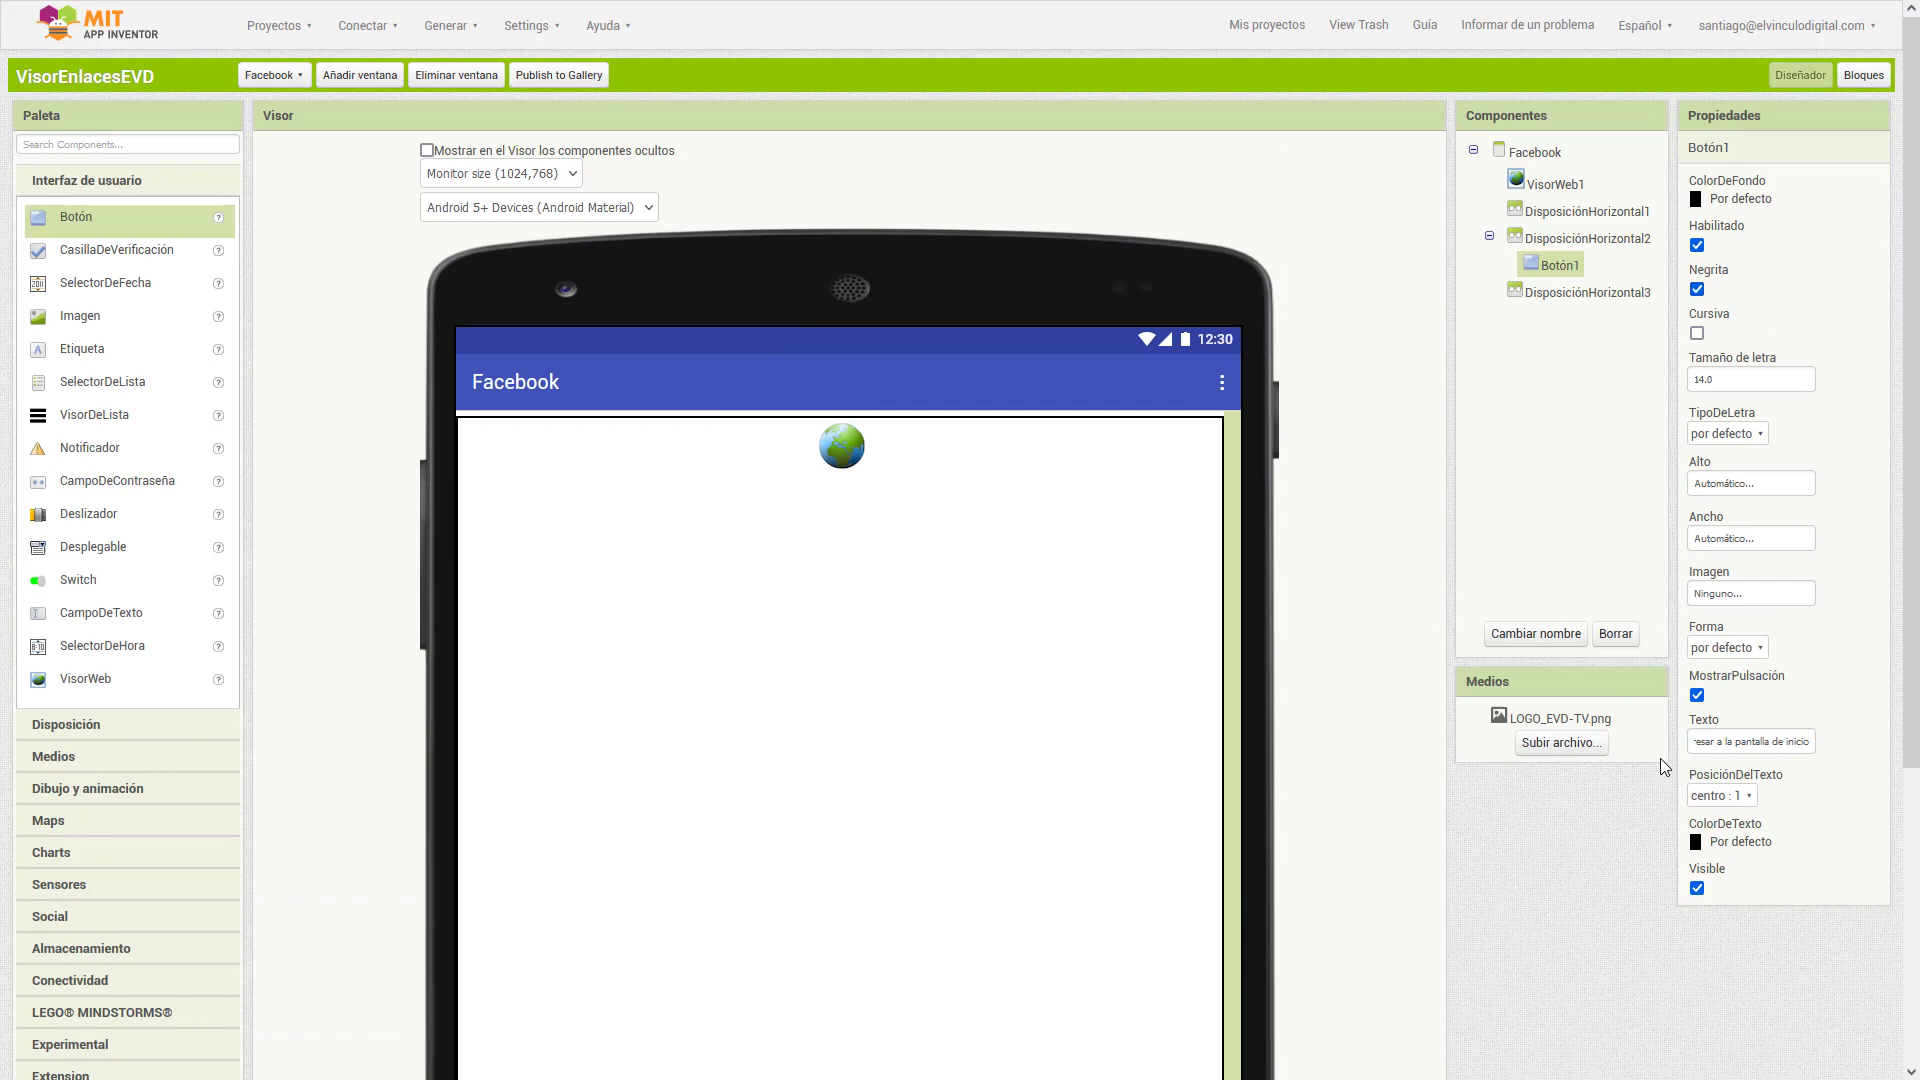 MIT
APP INVENTOR
Proyectos
Conectar
Generar
Settings
Ayuda
Mis proyectos
View Trash
Guía
Informar de un problema
Español
santiago@elvinculodigital.com
VisorEnlacesEVD
Facebook
Añadir ventana
Eliminar ventana
Publish to Gallery
Diseñador
Bloques
Paleta
Search Components...
Interfaz de usuario
Botón
CasillaDeVerificación
SelectorDeFecha
Imagen
Etiqueta
SelectorDeLista
VisorDeLista
Notificador
CampoDeContraseña
Deslizador
Desplegable
Switch
CampoDeTexto
SelectorDeHora
VisorWeb
Disposición
Medios
Dibujo y animación
Maps
Charts
Sensores
Social
Almacenamiento
Conectividad
LEGO® MINDSTORMS®
Experimental
Extension
Visor
Mostrar en el Visor los componentes ocultos
Monitor size (1024,768)
Android 5+ Devices (Android Material)
12:30
Facebook
Componentes
Facebook
VisorWeb1
DisposiciónHorizontal1
DisposiciónHorizontal2
Botón1
DisposiciónHorizontal3
Cambiar nombre
Borrar
Medios
LOGO_EVD-TV.png
Subir archivo...
Propiedades
Botón1
ColorDeFondo
Por defecto
Habilitado
Negrita
Cursiva
Tamaño de letra
14.0
TipoDeLetra
por defecto
Alto
Automático...
Ancho
Automático...
Imagen
Ninguno...
Forma
por defecto
MostrarPulsación
Texto
resar a la pantalla de inicio
PosiciónDelTexto
centro : 1
ColorDeTexto
Por defecto
Visible